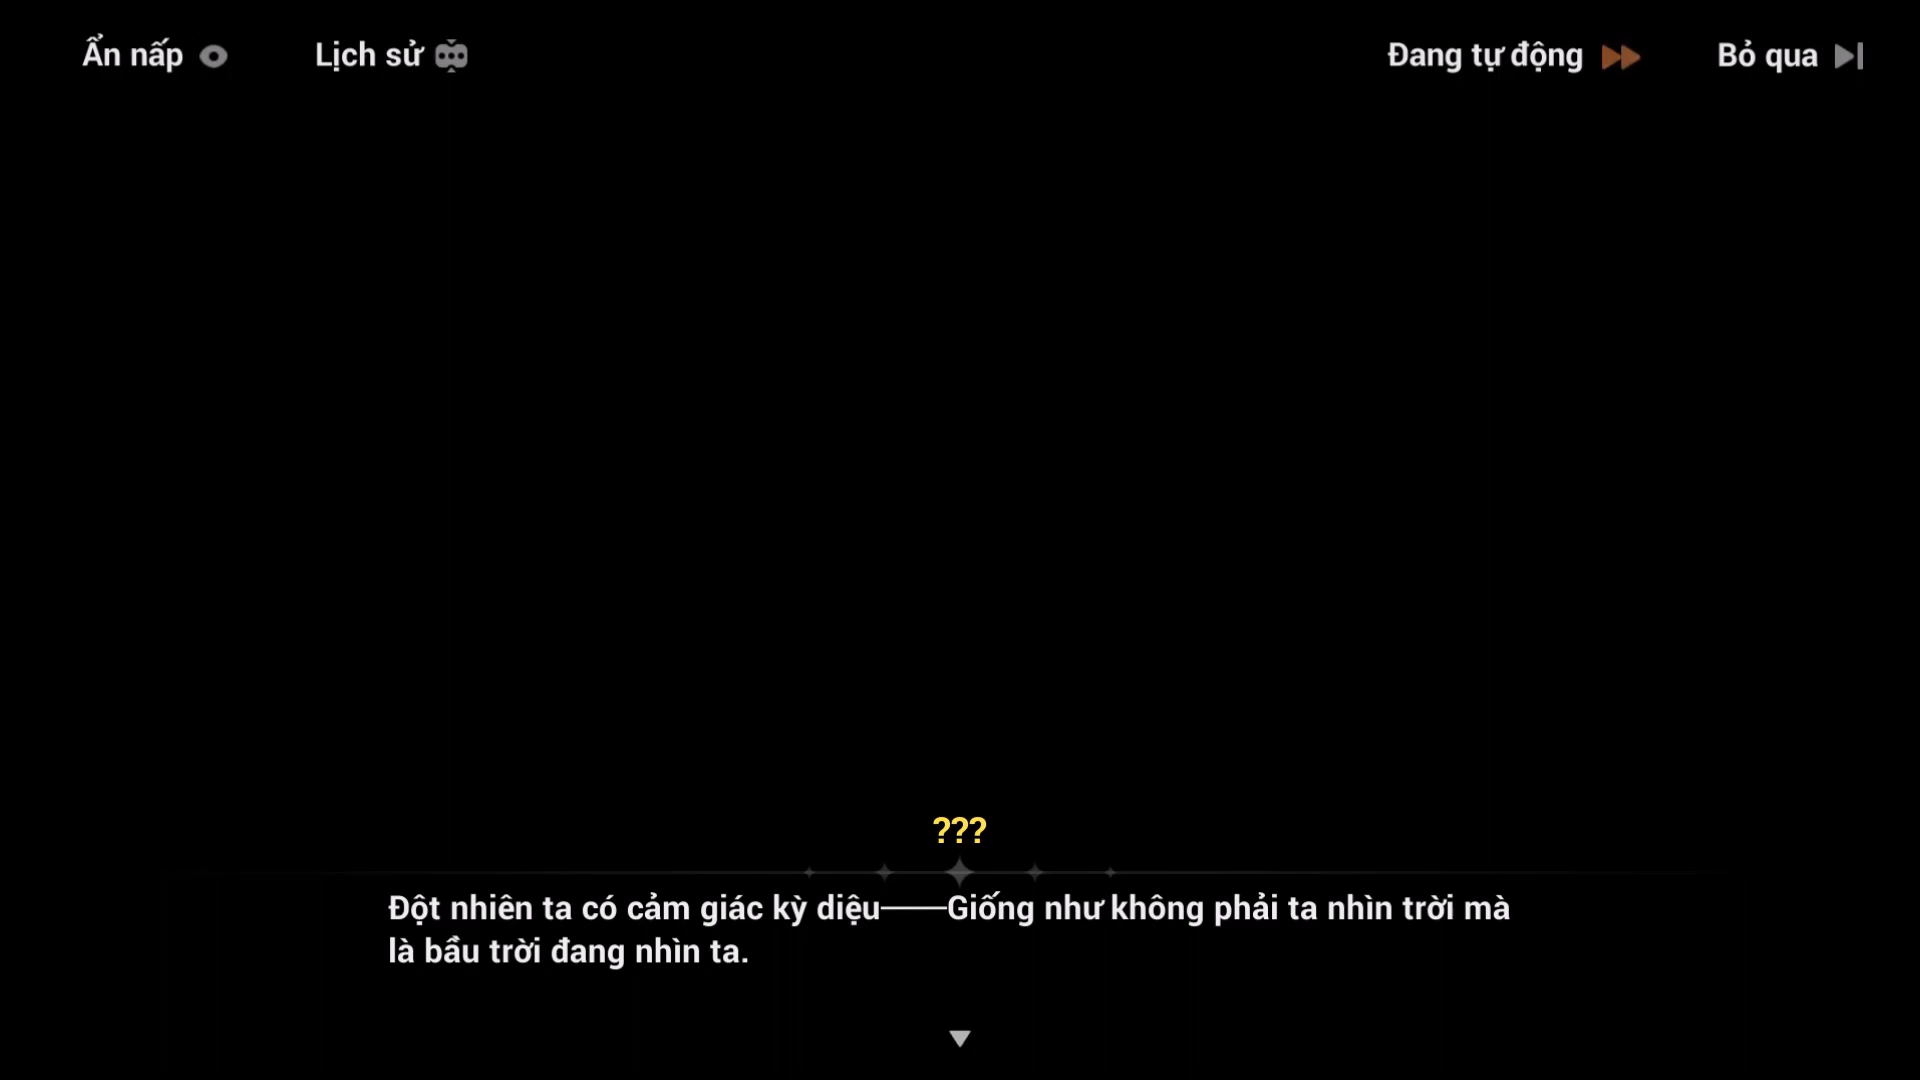 Ẩn nấp
Lịch sử
Đang tự động
Bỏ qua
???
Đột nhiên ta có cảm giác kỳ diệu——Giống như không phải ta nhìn trời mà
là bầu trời đang nhìn ta.